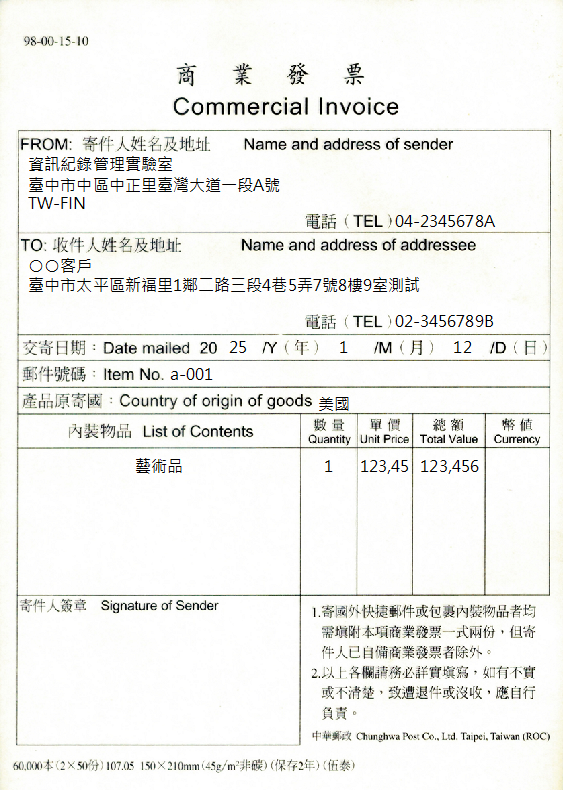 98-00-15-10
商業發票
Commercial Invoice
FROM: 寄件人姓名及地址 Name and address of sender
資訊紀錄管理實驗室
臺中市中區中正里臺灣大道一段A號
TW-FIN
電話（TEL）04-2345678A
TO: 收件人姓名及地址 Name and address of addressee
○○客戶
臺中市太平區新福里1鄰二路三段4巷5弄7號8樓9室測試
電話（TEL）02-3456789B
交寄日期：Date mailed 20 25 /Y（年） 1 /M（月） 12 /D（日）
郵件號碼：Item No. a-001
產品原寄國：Country of origin of goods 美國
內裝物品 List of Contents
數量 Quantity
單價 Unit Price
總額 Total Value
幣值 Currency
藝術品 1 123,45 123,456
寄件人簽章 Signature of Sender
1.寄國外快捷郵件或包裹內裝物品者均
需填附本項商業發票一式兩份，但寄
件人已自備商業發票者除外。
2.以上各欄請務必詳實填寫，如有不實
或不清楚，致遭退件或沒收，應自行
負責。
中華郵政 Chunghwa Post Co., Ltd. Taipei, Taiwan (ROC)
60,000本(2×50份)107.05 150×210mm(45g/m²非碳)(保存2年)(伍泰)